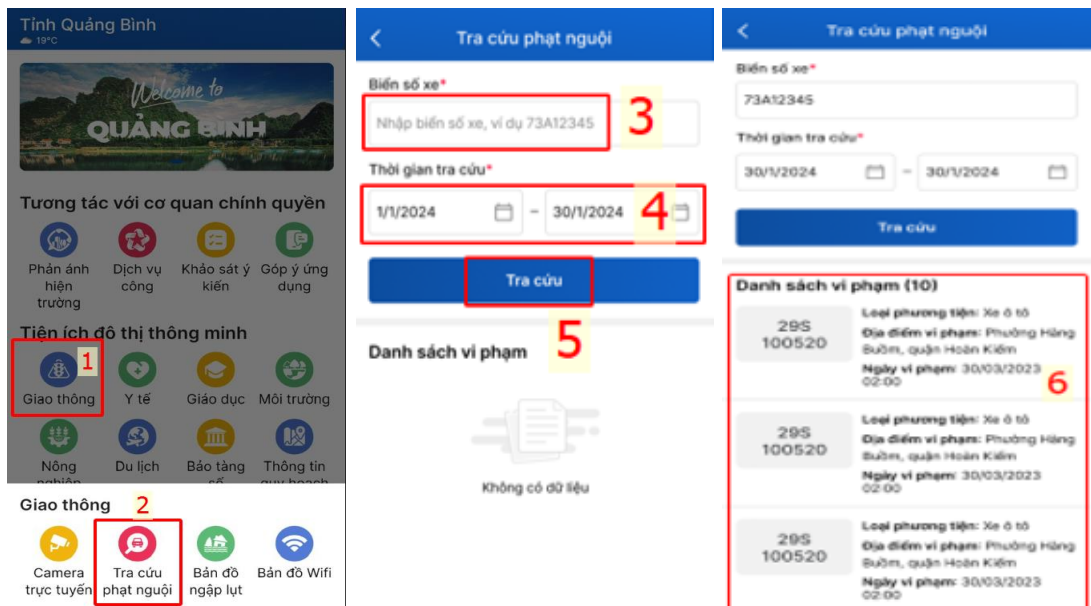 Tỉnh Quảng Bình
19°C
Welcome to
QUẢNG BÌNH
Tương tác với cơ quan chính quyền
Phản ánh hiện trường
Dịch vụ công
Khảo sát ý kiến
Góp ý ứng dụng
Tiện ích đô thị thông minh
1
Giao thông
Y tế
Giáo dục
Môi trường
Nông nghiệp
Du lịch
Bảo tàng số
Thông tin quy hoạch
Giao thông
2
Camera trực tuyến
Tra cứu phạt nguội
Bản đồ ngập lụt
Bản đồ Wifi
Tra cứu phạt nguội
Biển số xe*
Nhập biển số xe, ví dụ 73A12345
3
Thời gian tra cứu*
1/1/2024 – 30/1/2024
4
Tra cứu
5
Danh sách vi phạm
Không có dữ liệu
Tra cứu phạt nguội
Biển số xe*
73A12345
Thời gian tra cứu*
30/1/2024 – 30/1/2024
Tra cứu
Danh sách vi phạm (10)
29S
100520
Loại phương tiện: Xe ô tô
Địa điểm vi phạm: Phường Hàng
Buồm, quận Hoàn Kiếm
Ngày vi phạm: 30/03/2023
02:00
6
29S
100520
Loại phương tiện: Xe ô tô
Địa điểm vi phạm: Phường Hàng
Buồm, quận Hoàn Kiếm
Ngày vi phạm: 30/03/2023
02:00
29S
100520
Loại phương tiện: Xe ô tô
Địa điểm vi phạm: Phường Hàng
Buồm, quận Hoàn Kiếm
Ngày vi phạm: 30/03/2023
02:00